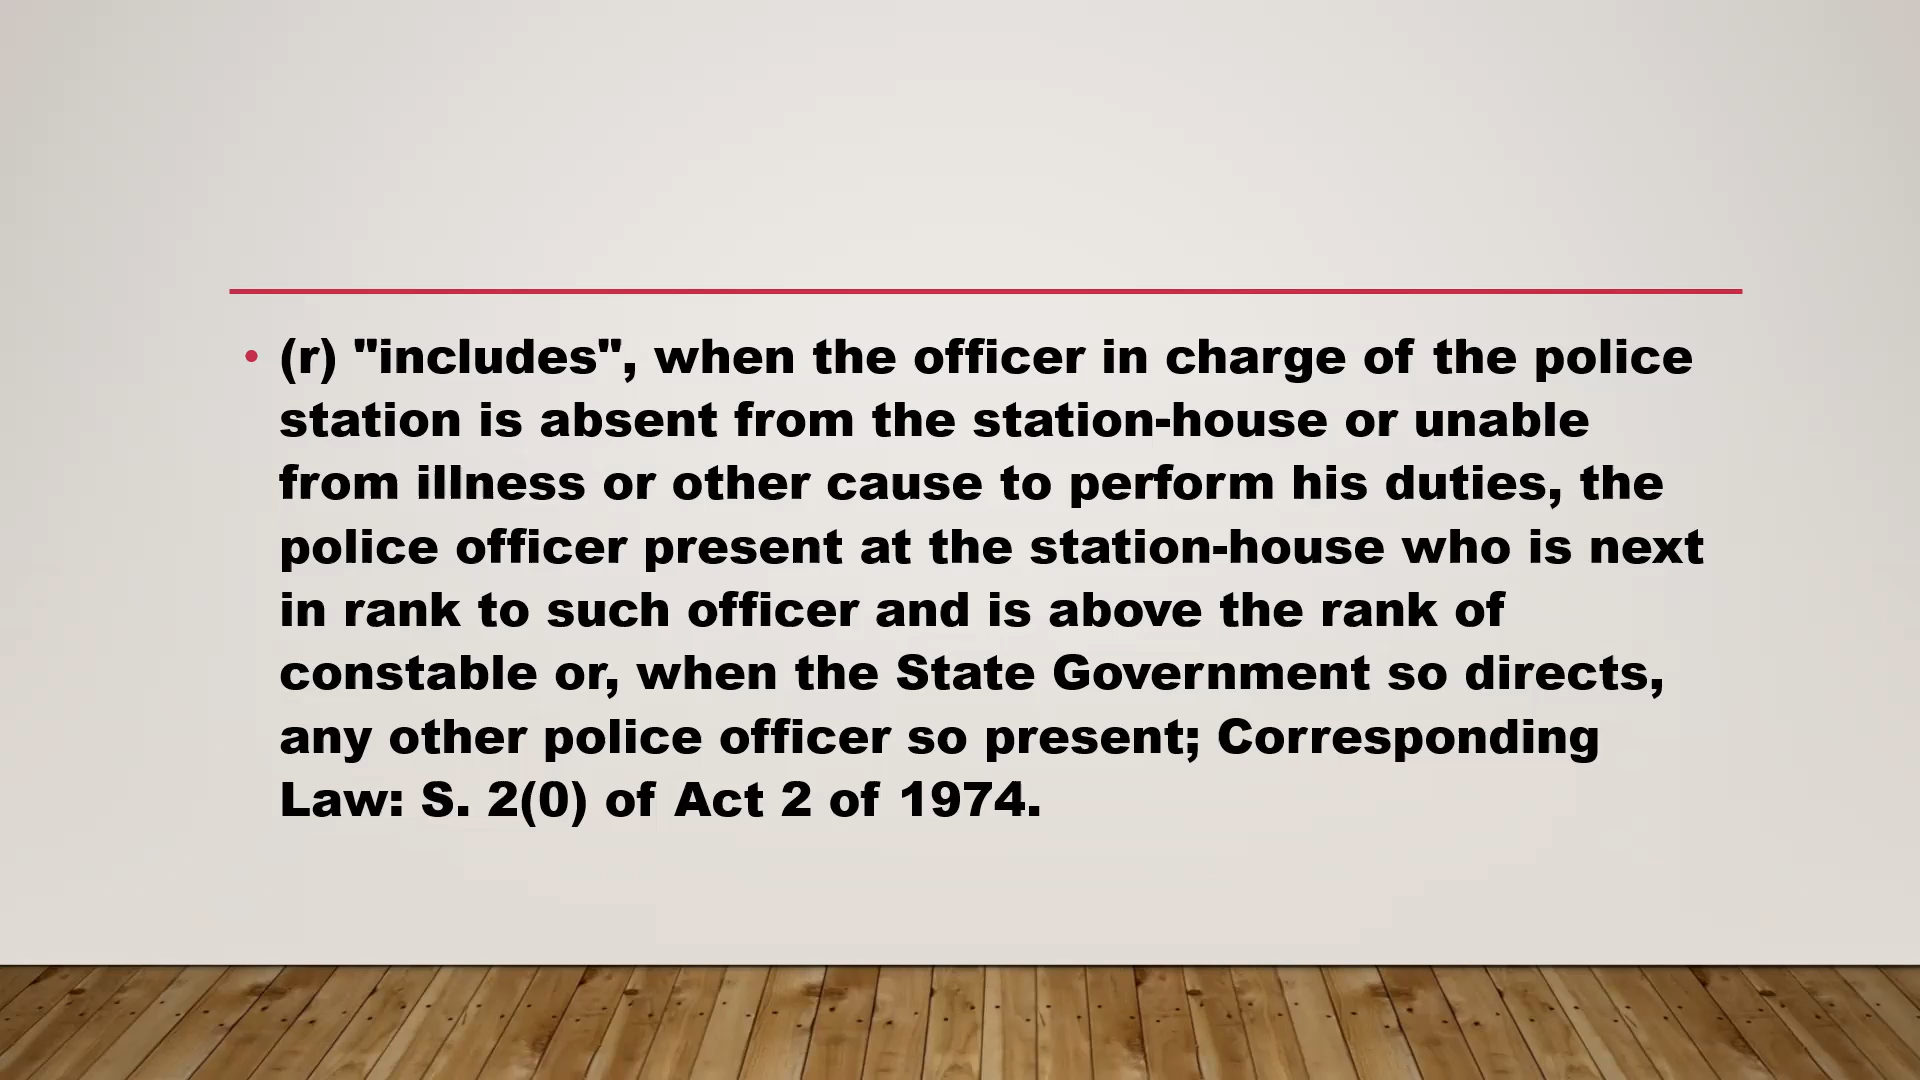 • (r) "includes", when the officer in charge of the police
station is absent from the station-house or unable
from illness or other cause to perform his duties, the
police officer present at the station-house who is next
in rank to such officer and is above the rank of
constable or, when the State Government so directs,
any other police officer so present; Corresponding
Law: S. 2(0) of Act 2 of 1974.